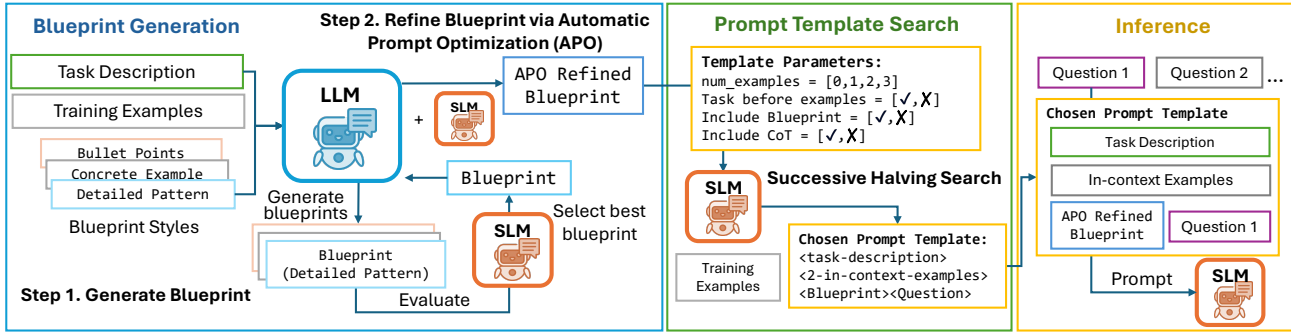 Blueprint Generation
Step 2. Refine Blueprint via Automatic
Prompt Optimization (APO)
Task Description
Training Examples
Bullet Points
Concrete Example
Detailed Pattern
Blueprint Styles
LLM
+
SLM
APO Refined
Blueprint
Blueprint
Generate
blueprints
Select best
blueprint
SLM
Blueprint
(Detailed Pattern)
Evaluate
Step 1. Generate Blueprint
Prompt Template Search
Template Parameters:
num_examples = [0,1,2,3]
Task before examples = [✓,✗]
Include Blueprint = [✓,✗]
Include CoT = [✓,✗]
SLM
Successive Halving Search
Training
Examples
Chosen Prompt Template:
<task-description>
<2-in-context-examples>
<Blueprint><Question>
Inference
Question 1
Question 2
...
Chosen Prompt Template
Task Description
In-context Examples
APO Refined
Blueprint
Question 1
Prompt
SLM